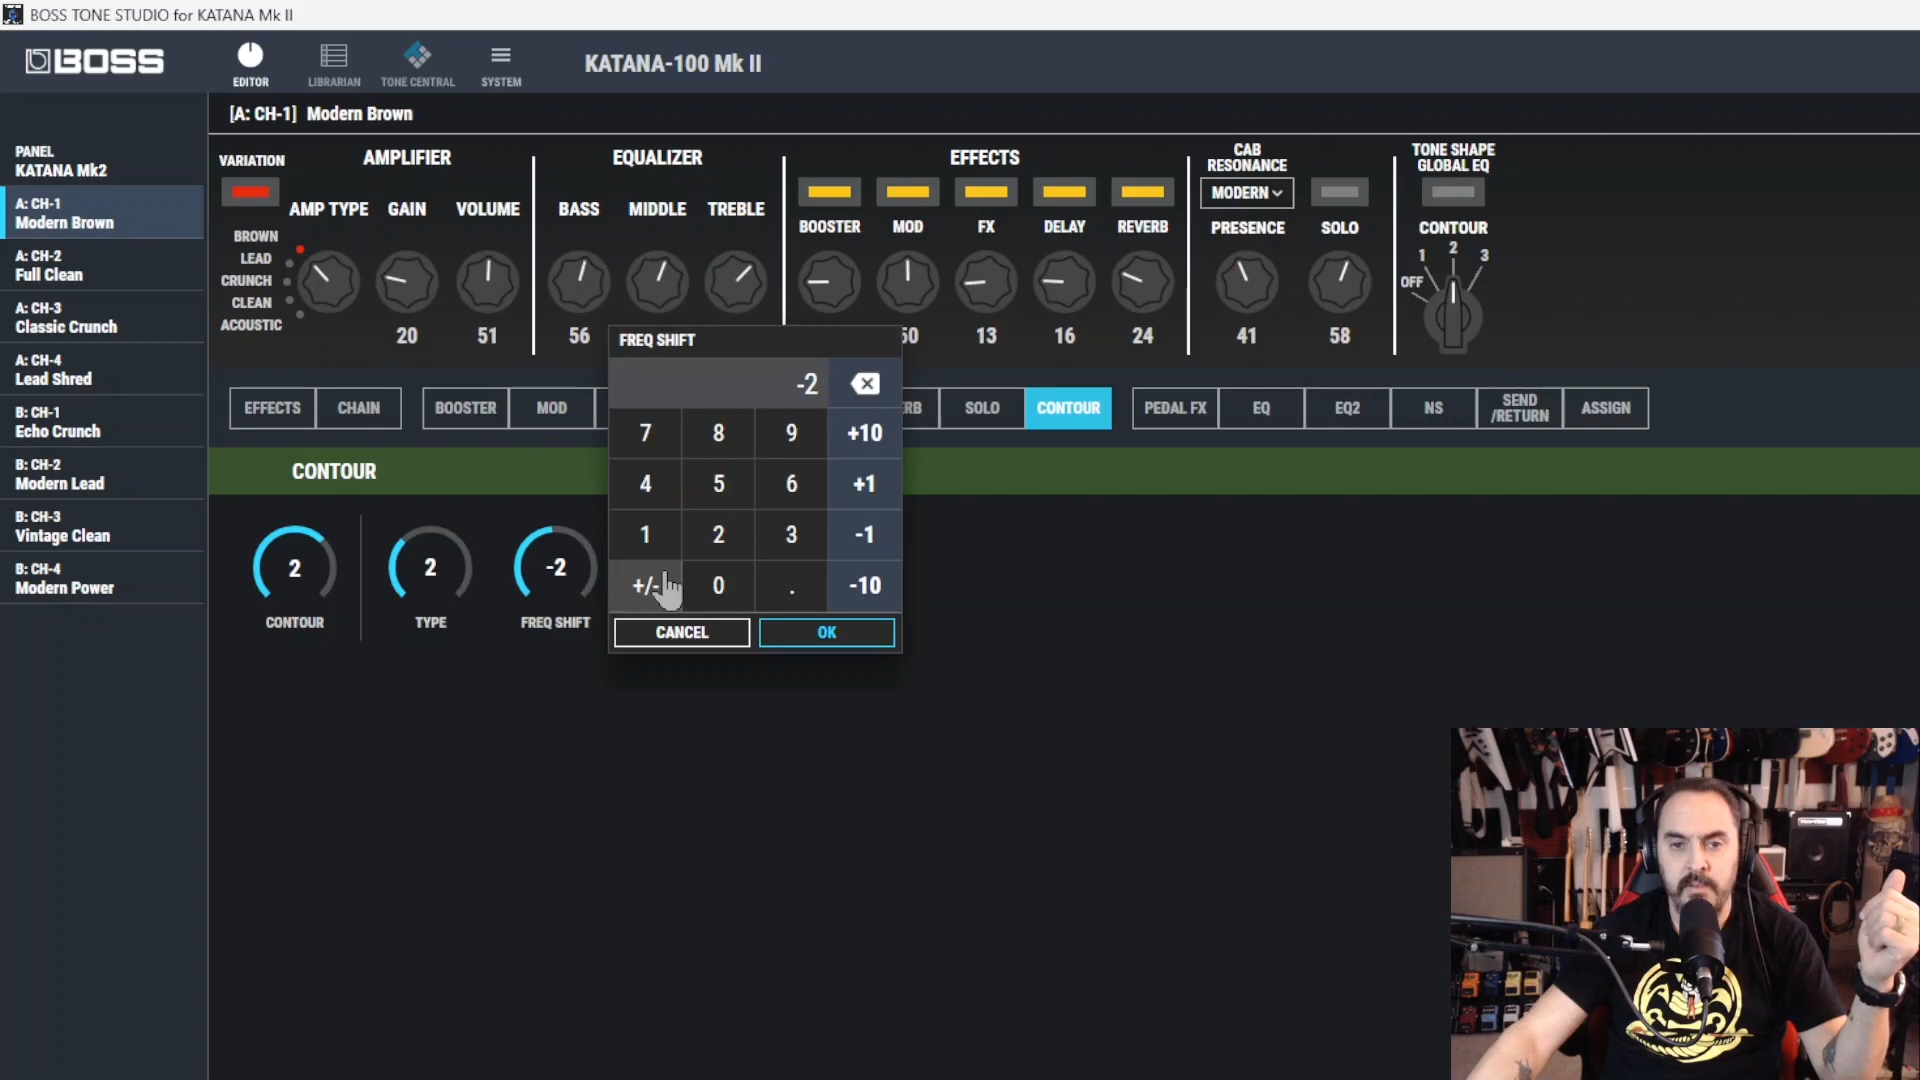 BOSS TONE STUDIO for KATANA Mk II
BOSS
EDITOR
LIBRARIAN
TONE CENTRAL
SYSTEM
KATANA-100 Mk II
[A: CH-1] Modern Brown
PANEL
KATANA Mk2
A: CH-1
Modern Brown
A: CH-2
Full Clean
A: CH-3
Classic Crunch
A: CH-4
Lead Shred
B: CH-1
Echo Crunch
B: CH-2
Modern Lead
B: CH-3
Vintage Clean
B: CH-4
Modern Power
VARIATION
AMPLIFIER
AMP TYPE
GAIN
VOLUME
BROWN
LEAD
CRUNCH
CLEAN
ACOUSTIC
20
51
EQUALIZER
BASS
MIDDLE
TREBLE
56
EFFECTS
BOOSTER
MOD
FX
DELAY
REVERB
50
13
16
24
CAB
RESONANCE
MODERN
PRESENCE
SOLO
41
58
TONE SHAPE
GLOBAL EQ
CONTOUR
OFF
1
2
3
EFFECTS
CHAIN
BOOSTER
MOD
RB
SOLO
CONTOUR
PEDAL FX
EQ
EQ2
NS
SEND
/RETURN
ASSIGN
CONTOUR
2
CONTOUR
2
TYPE
-2
FREQ SHIFT
FREQ SHIFT
-2
7 8 9 +10
4 5 6 +1
1 2 3 -1
+/- 0 . -10
CANCEL
OK